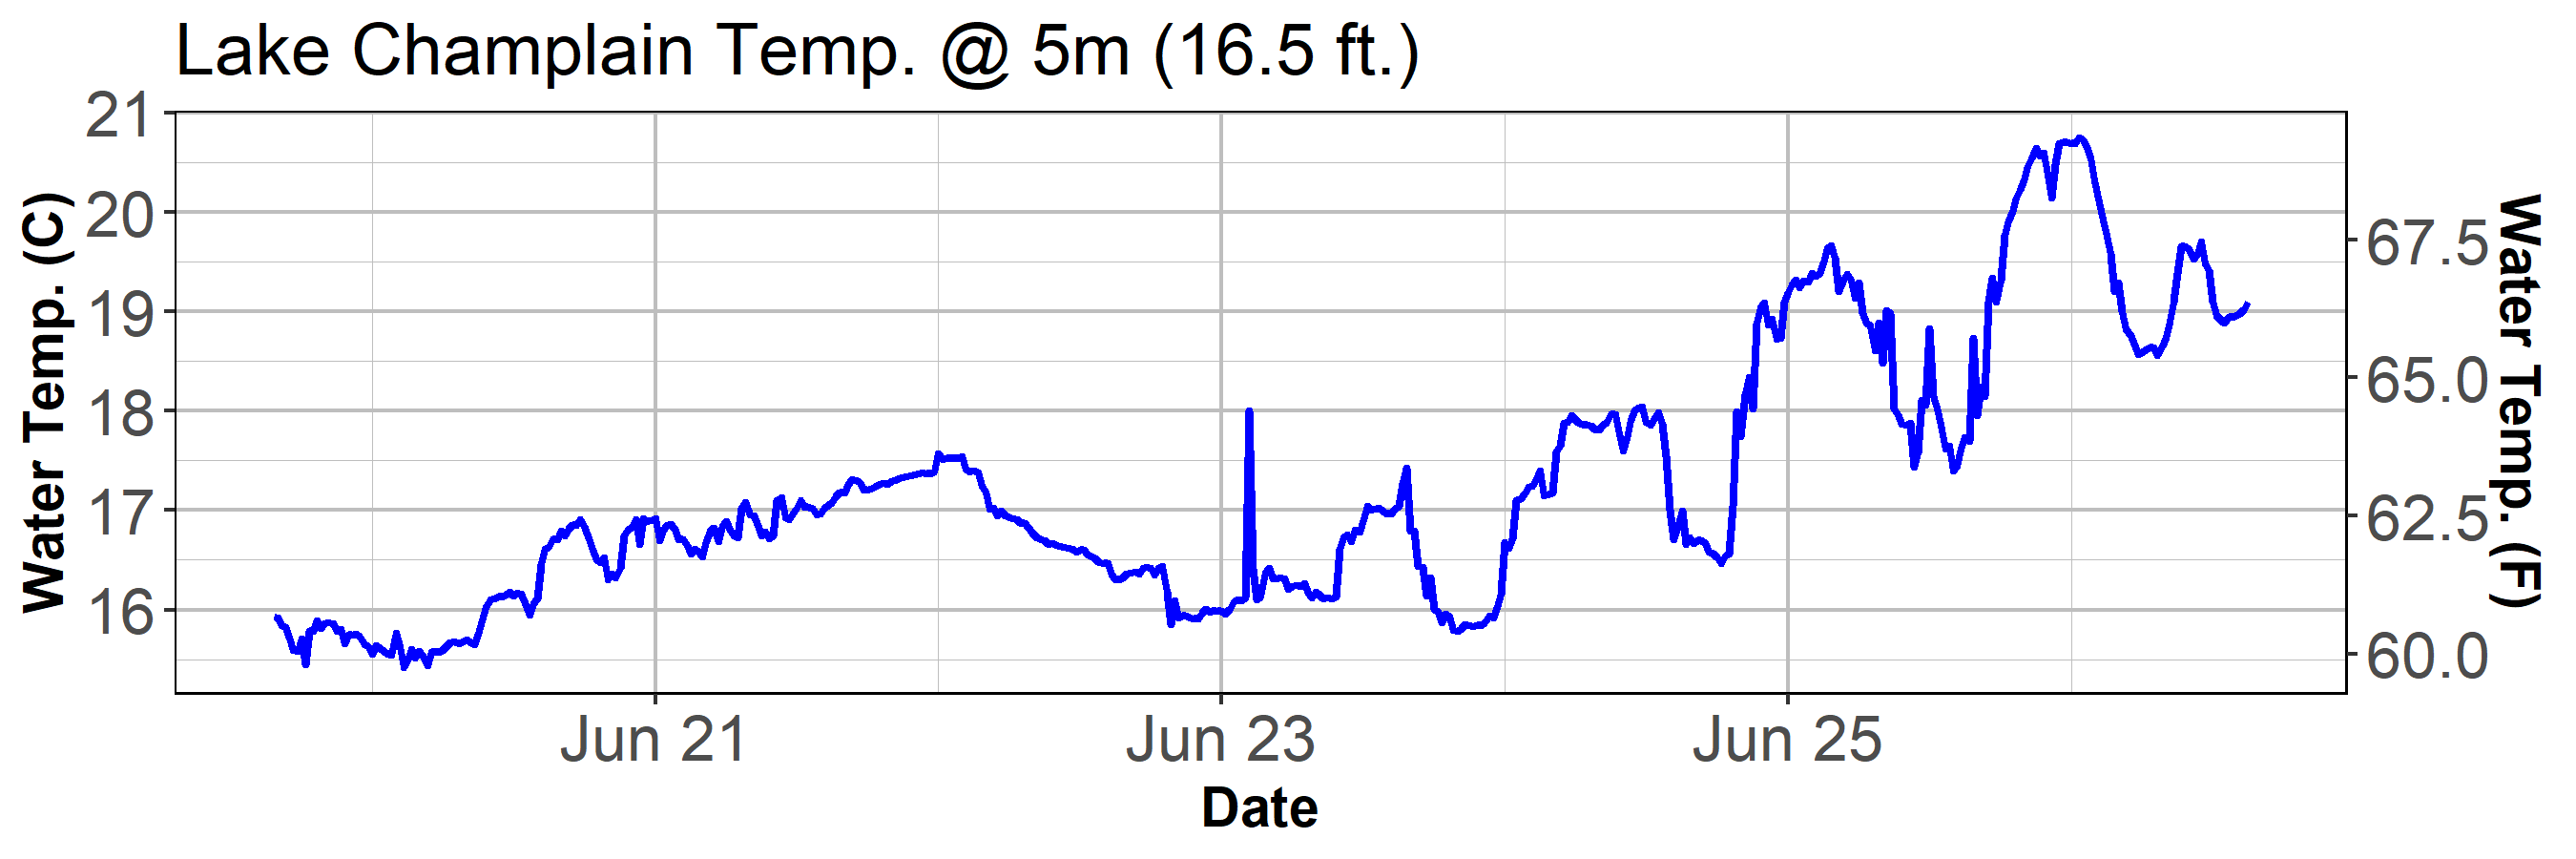 Lake Champlain Temp. @ 5m (16.5 ft.)
Water Temp. (C)
21
20
19
18
17
16
67.5
65.0
62.5
60.0
Water Temp. (F)
Jun 21
Jun 23
Jun 25
Date